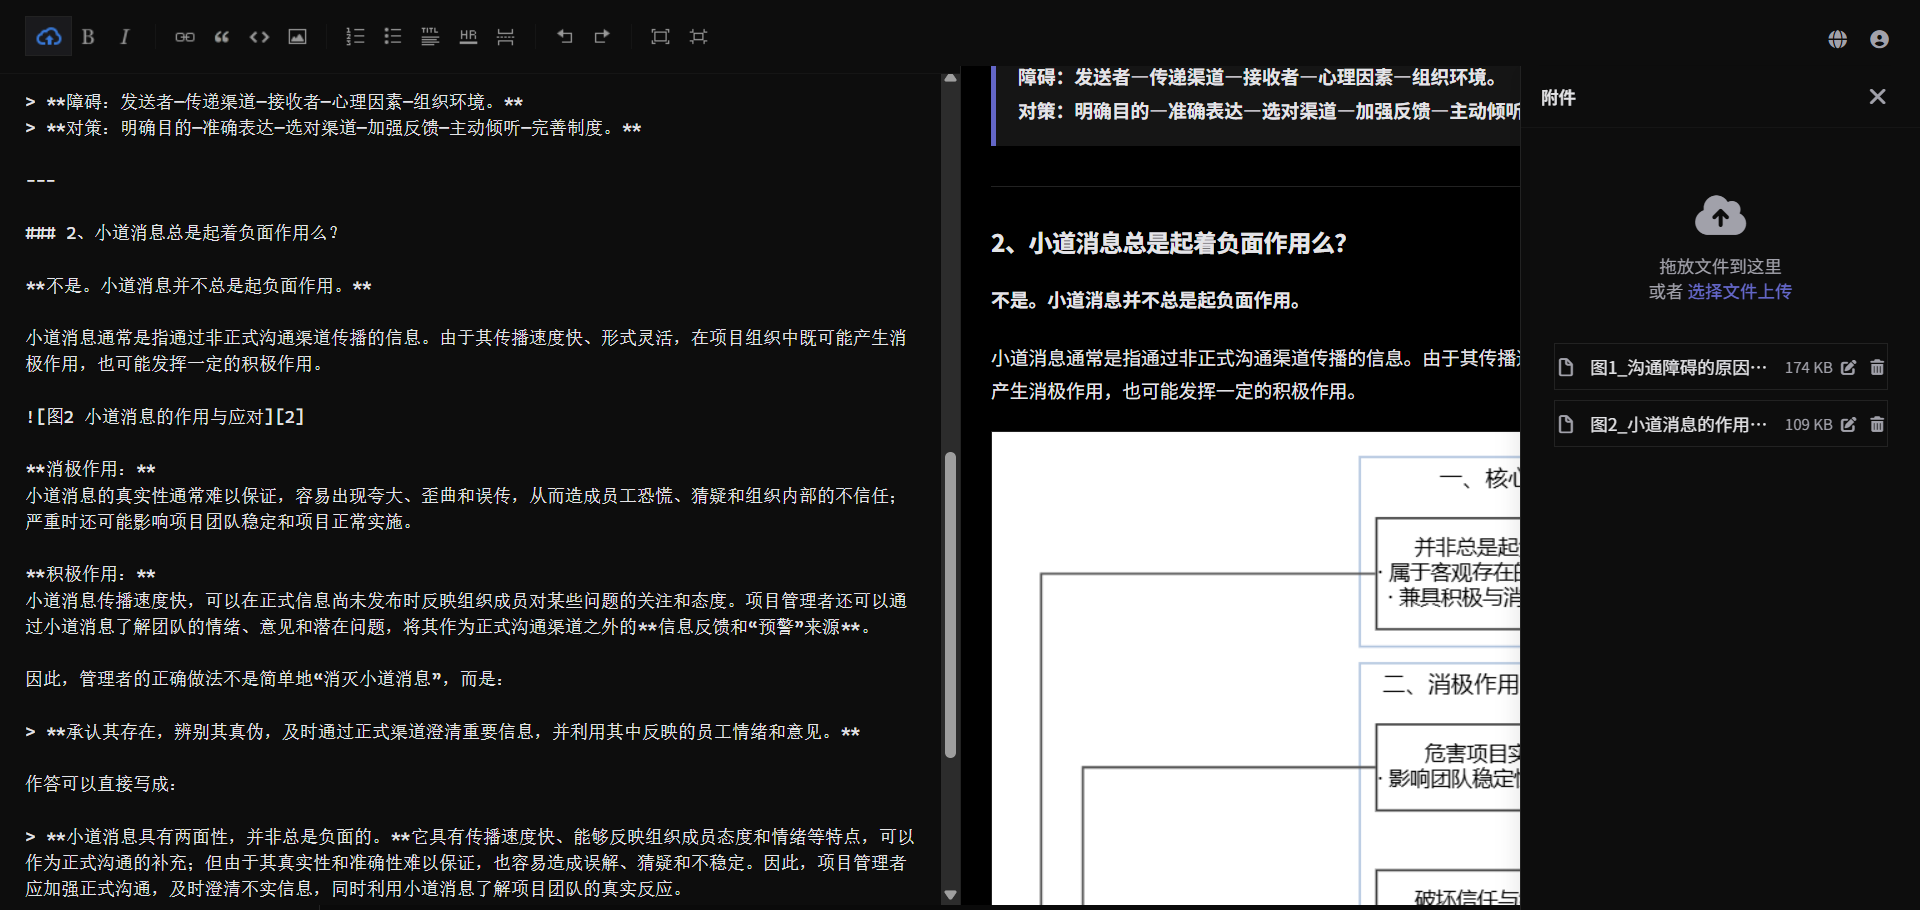 B I TITL HR
> **障碍：发送者—传递渠道—接收者—心理因素—组织环境。**
> **对策：明确目的—准确表达—选对渠道—加强反馈—主动倾听—完善制度。**
---
### 2、小道消息总是起着负面作用么？
**不是。小道消息并不总是起负面作用。**
小道消息通常是指通过非正式沟通渠道传播的信息。由于其传播速度快、形式灵活，在项目组织中既可能产生消
极作用，也可能发挥一定的积极作用。
![图2 小道消息的作用与应对][2]
**消极作用：**
小道消息的真实性通常难以保证，容易出现夸大、歪曲和误传，从而造成员工恐慌、猜疑和组织内部的不信任；
严重时还可能影响项目团队稳定和项目正常实施。
**积极作用：**
小道消息传播速度快，可以在正式信息尚未发布时反映组织成员对某些问题的关注和态度。项目管理者还可以通
过小道消息了解团队的情绪、意见和潜在问题，将其作为正式沟通渠道之外的**信息反馈和“预警”来源**。
因此，管理者的正确做法不是简单地“消灭小道消息”，而是：
> **承认其存在，辨别其真伪，及时通过正式渠道澄清重要信息，并利用其中反映的员工情绪和意见。**
作答可以直接写成：
> **小道消息具有两面性，并非总是负面的。**它具有传播速度快、能够反映组织成员态度和情绪等特点，可以
作为正式沟通的补充；但由于其真实性和准确性难以保证，也容易造成误解、猜疑和不稳定。因此，项目管理者
应加强正式沟通，及时澄清不实信息，同时利用小道消息了解项目团队的真实反应。
障碍：发送者—传递渠道—接收者—心理因素—组织环境。
对策：明确目的—准确表达—选对渠道—加强反馈—主动倾听
2、小道消息总是起着负面作用么？
不是。小道消息并不总是起负面作用。
小道消息通常是指通过非正式沟通渠道传播的信息。由于其传播
产生消极作用，也可能发挥一定的积极作用。
一、核心
并非总是起
· 属于客观存在的
· 兼具积极与消
二、消极作用
危害项目实
· 影响团队稳定性
破坏信任与
附件
拖放文件到这里
或者 选择文件上传
图1_沟通障碍的原因… 174 KB
图2_小道消息的作用… 109 KB